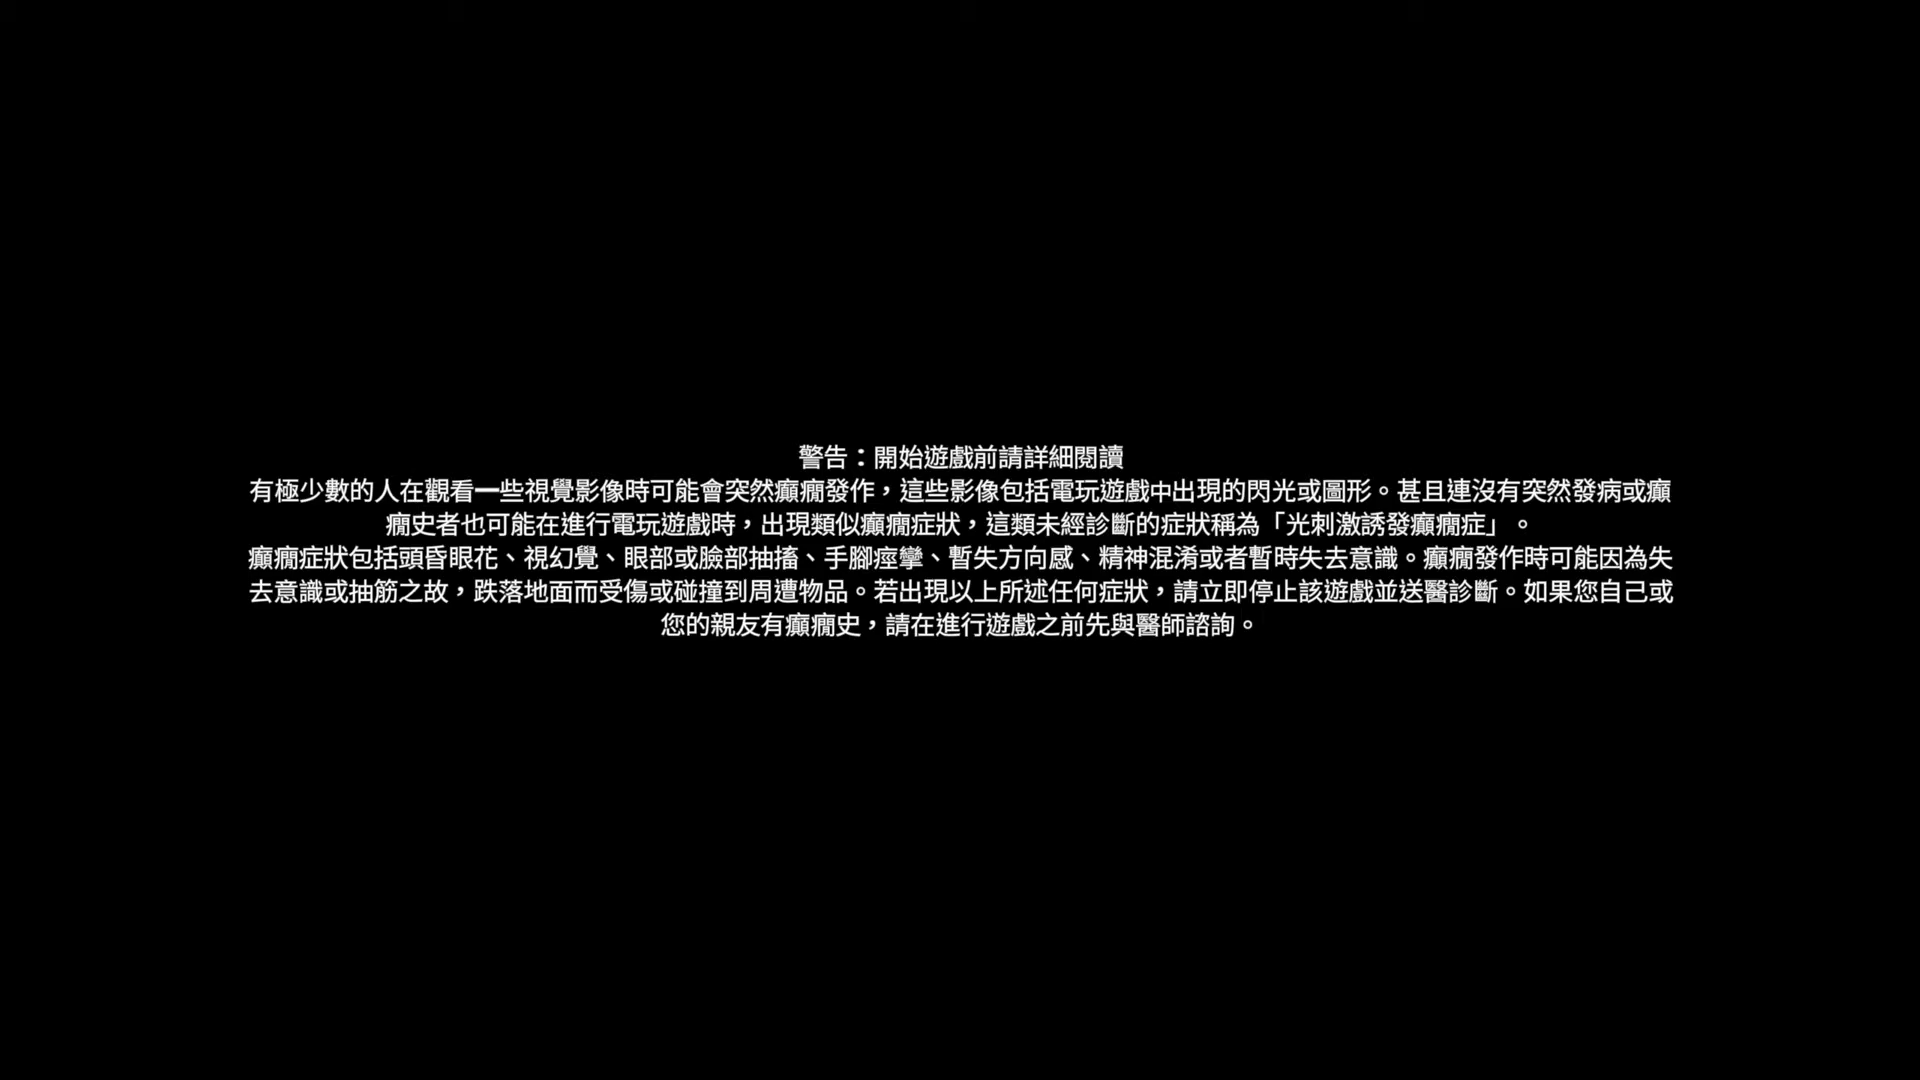 警告：開始遊戲前請詳細閱讀
有極少數的人在觀看一些視覺影像時可能會突然癲癇發作，這些影像包括電玩遊戲中出現的閃光或圖形。甚且連沒有突然發病或癲
癇史者也可能在進行電玩遊戲時，出現類似癲癇症狀，這類未經診斷的症狀稱為「光刺激誘發癲癇症」。
癲癇症狀包括頭昏眼花、視幻覺、眼部或臉部抽搐、手腳痙攣、暫失方向感、精神混淆或者暫時失去意識。癲癇發作時可能因為失
去意識或抽筋之故，跌落地面而受傷或碰撞到周遭物品。若出現以上所述任何症狀，請立即停止該遊戲並送醫診斷。如果您自己或
您的親友有癲癇史，請在進行遊戲之前先與醫師諮詢。